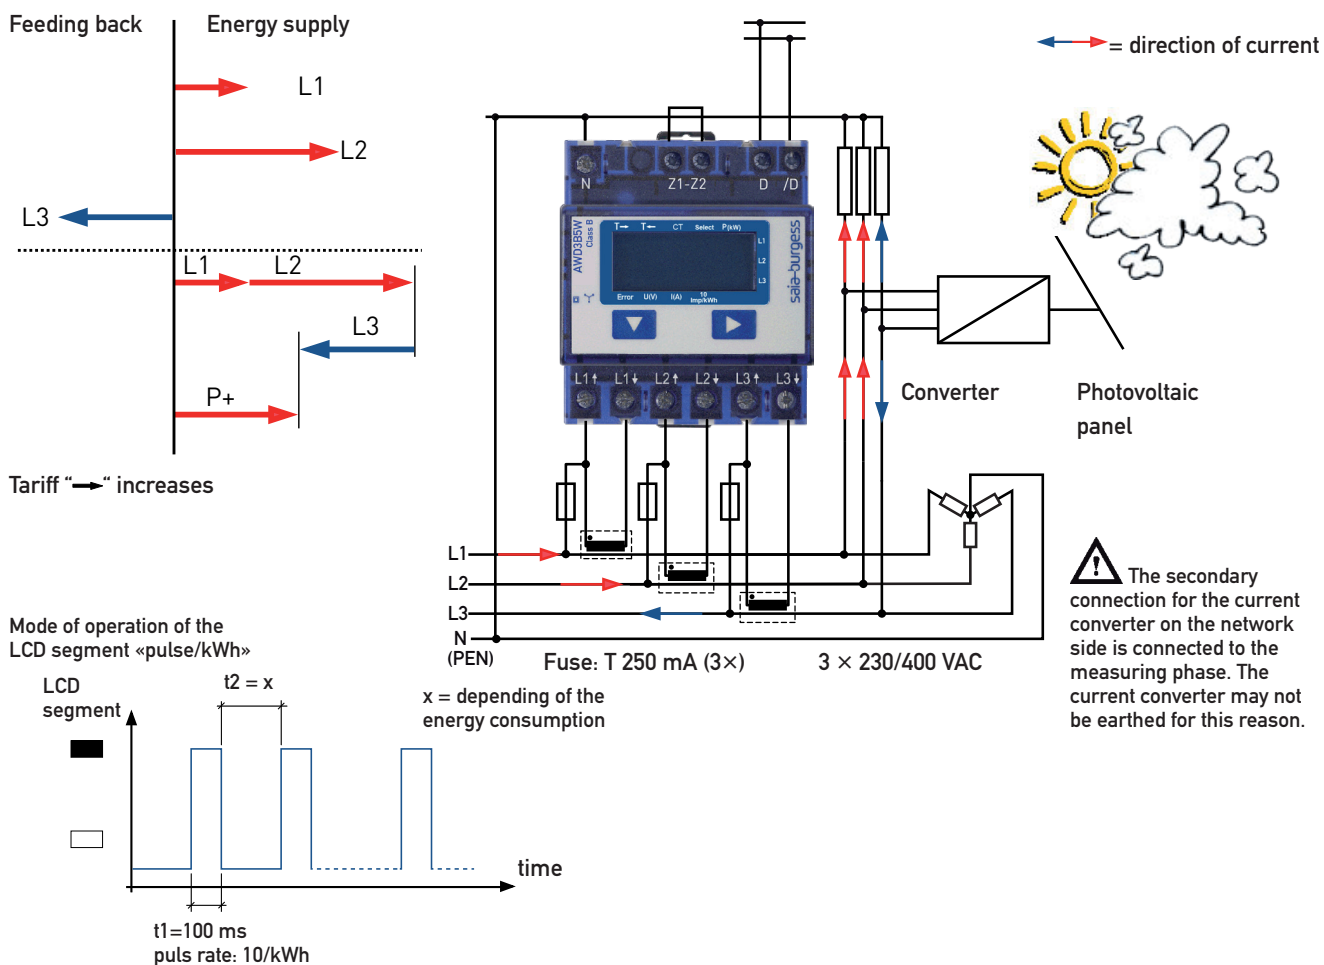 Feeding back
Energy supply
L1
L2
L3
L1
L2
L3
P+
Tariff “→“ increases
= direction of current
N
Z1-Z2
D
/D
AWD3B5W
Class B
T→
T←
CT
Select
P(kW)
L1
L2
L3
Error
U(V)
I(A)
10
Imp/kWh
saia-burgess
L1↑
L1↓
L2↑
L2↓
L3↑
L3↓
Converter
Photovoltaic
panel
L1
L2
L3
N
(PEN)
Fuse: T 250 mA (3×)
3 × 230/400 VAC
! The secondary
connection for the current
converter on the network
side is connected to the
measuring phase. The
current converter may not
be earthed for this reason.
Mode of operation of the
LCD segment «pulse/kWh»
LCD
segment
t2 = x
x = depending of the
energy consumption
time
t1=100 ms
puls rate: 10/kWh